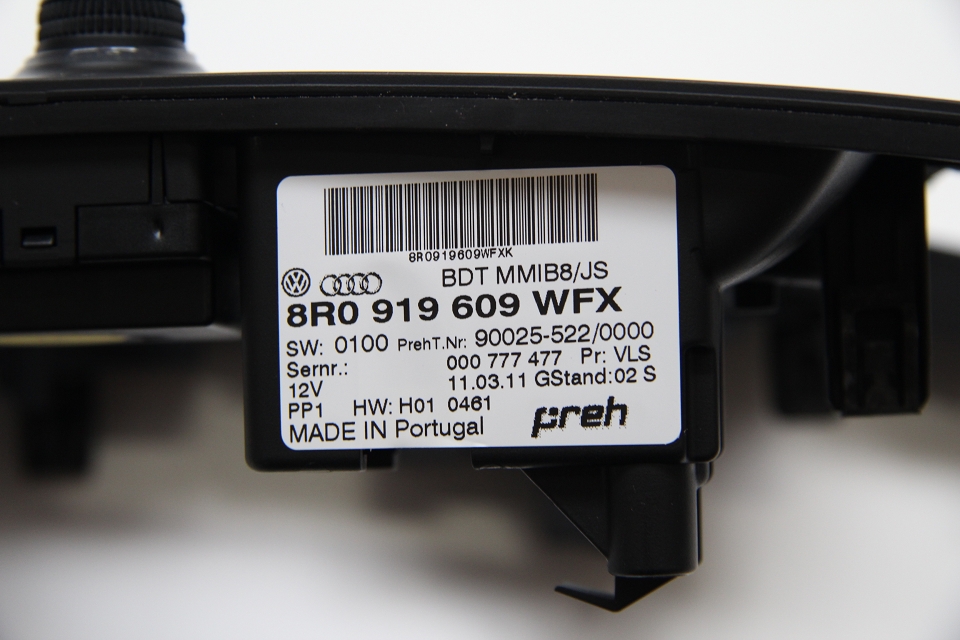 8R0919609WFXK
BDT MMIB8/JS
8R0 919 609 WFX
SW: 0100 PrehT.Nr: 90025-522/0000
Sernr.: 000 777 477 Pr: VLS
12V 11.03.11 GStand:02 S
PP1 HW: H01 0461
MADE IN Portugal preh